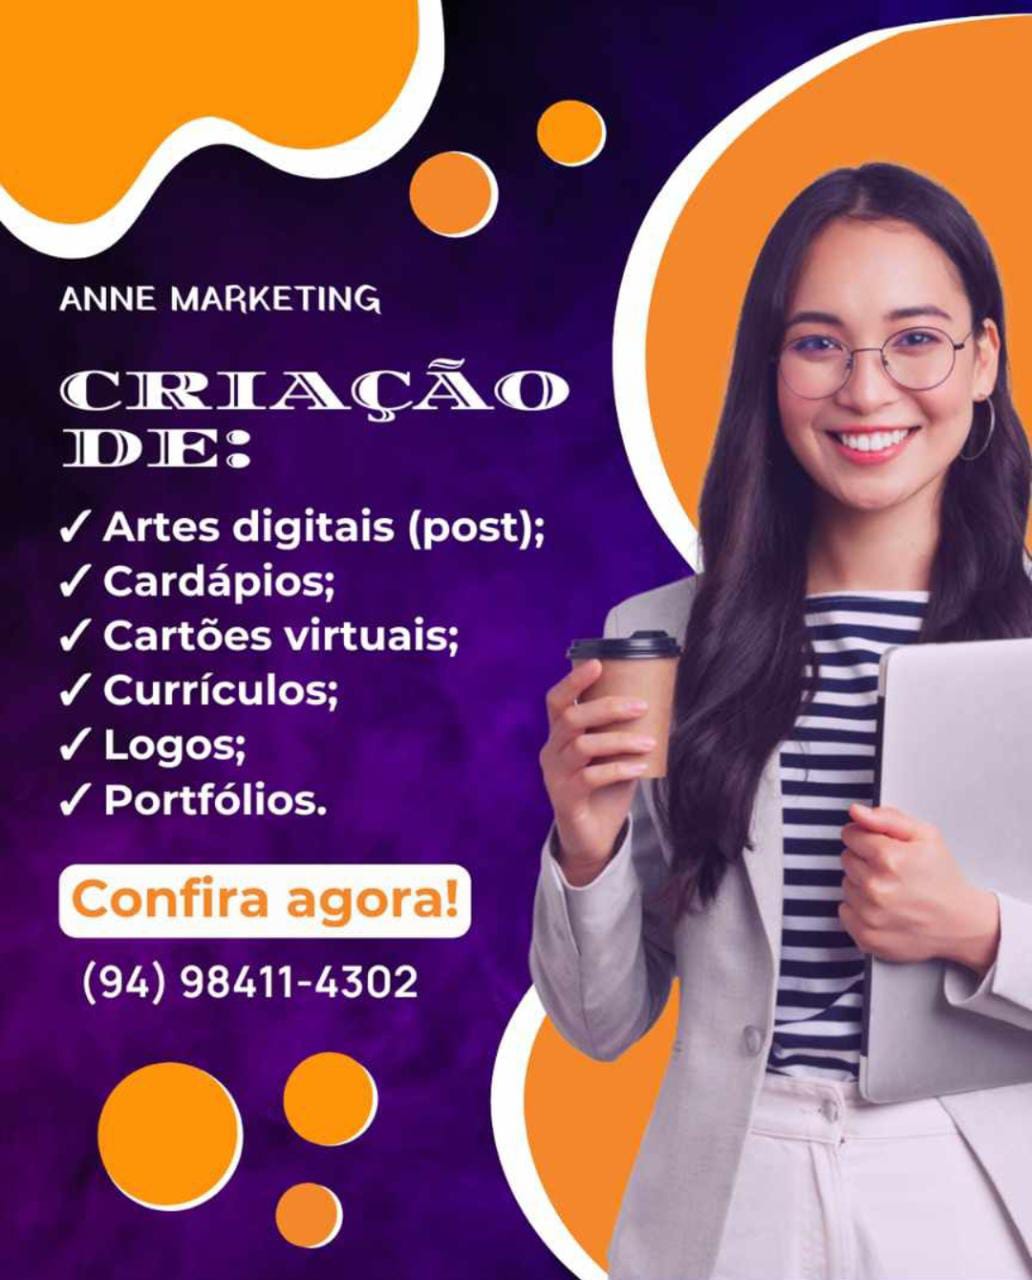 ANNE MARKETING
CRIAÇÃO
DE:
✓ Artes digitais (post);
✓ Cardápios;
✓ Cartões virtuais;
✓ Currículos;
✓ Logos;
✓ Portfólios.
Confira agora!
(94) 98411-4302